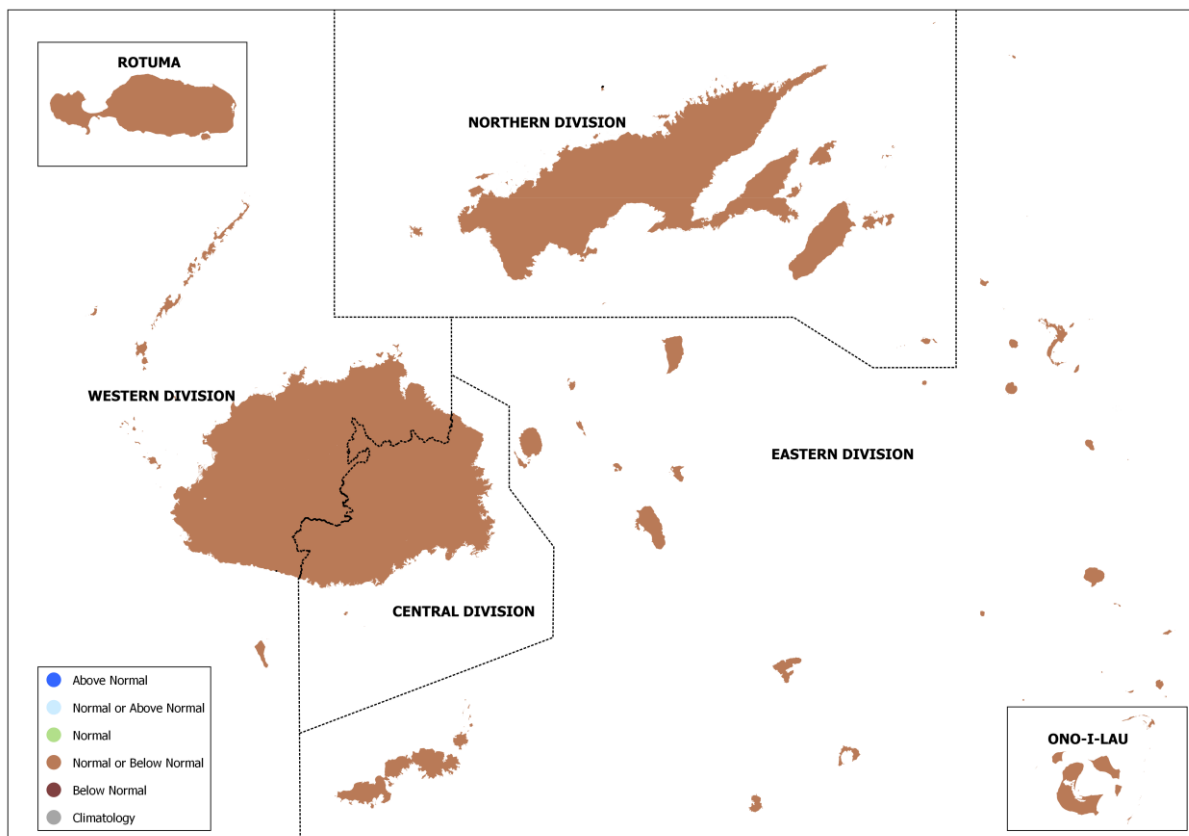 ROTUMA
NORTHERN DIVISION
WESTERN DIVISION
EASTERN DIVISION
CENTRAL DIVISION
Above Normal
Normal or Above Normal
Normal
Normal or Below Normal
Below Normal
Climatology
ONO-I-LAU